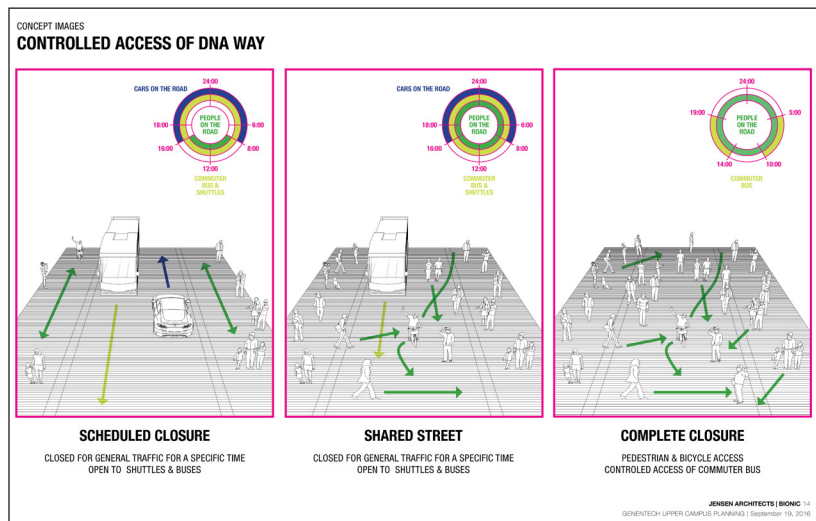 CONCEPT IMAGES
CONTROLLED ACCESS OF DNA WAY
24:00
CARS ON THE ROAD
PEOPLE
ON THE
ROAD
18:00
6:00
16:00
8:00
12:00
COMMUTER
BUS &
SHUTTLES
24:00
CARS ON THE ROAD
PEOPLE
ON THE
ROAD
18:00
6:00
16:00
8:00
12:00
COMMUTER
BUS &
SHUTTLES
24:00
19:00
5:00
PEOPLE
ON THE
ROAD
14:00
10:00
COMMUTER
BUS
SCHEDULED CLOSURE
CLOSED FOR GENERAL TRAFFIC FOR A SPECIFIC TIME
OPEN TO SHUTTLES & BUSES
SHARED STREET
CLOSED FOR GENERAL TRAFFIC FOR A SPECIFIC TIME
OPEN TO SHUTTLES & BUSES
COMPLETE CLOSURE
PEDESTRIAN & BICYCLE ACCESS
CONTROLED ACCESS OF COMMUTER BUS
JENSEN ARCHITECTS | BIONIC 14
GENENTECH UPPER CAMPUS PLANNING | September 19, 2016